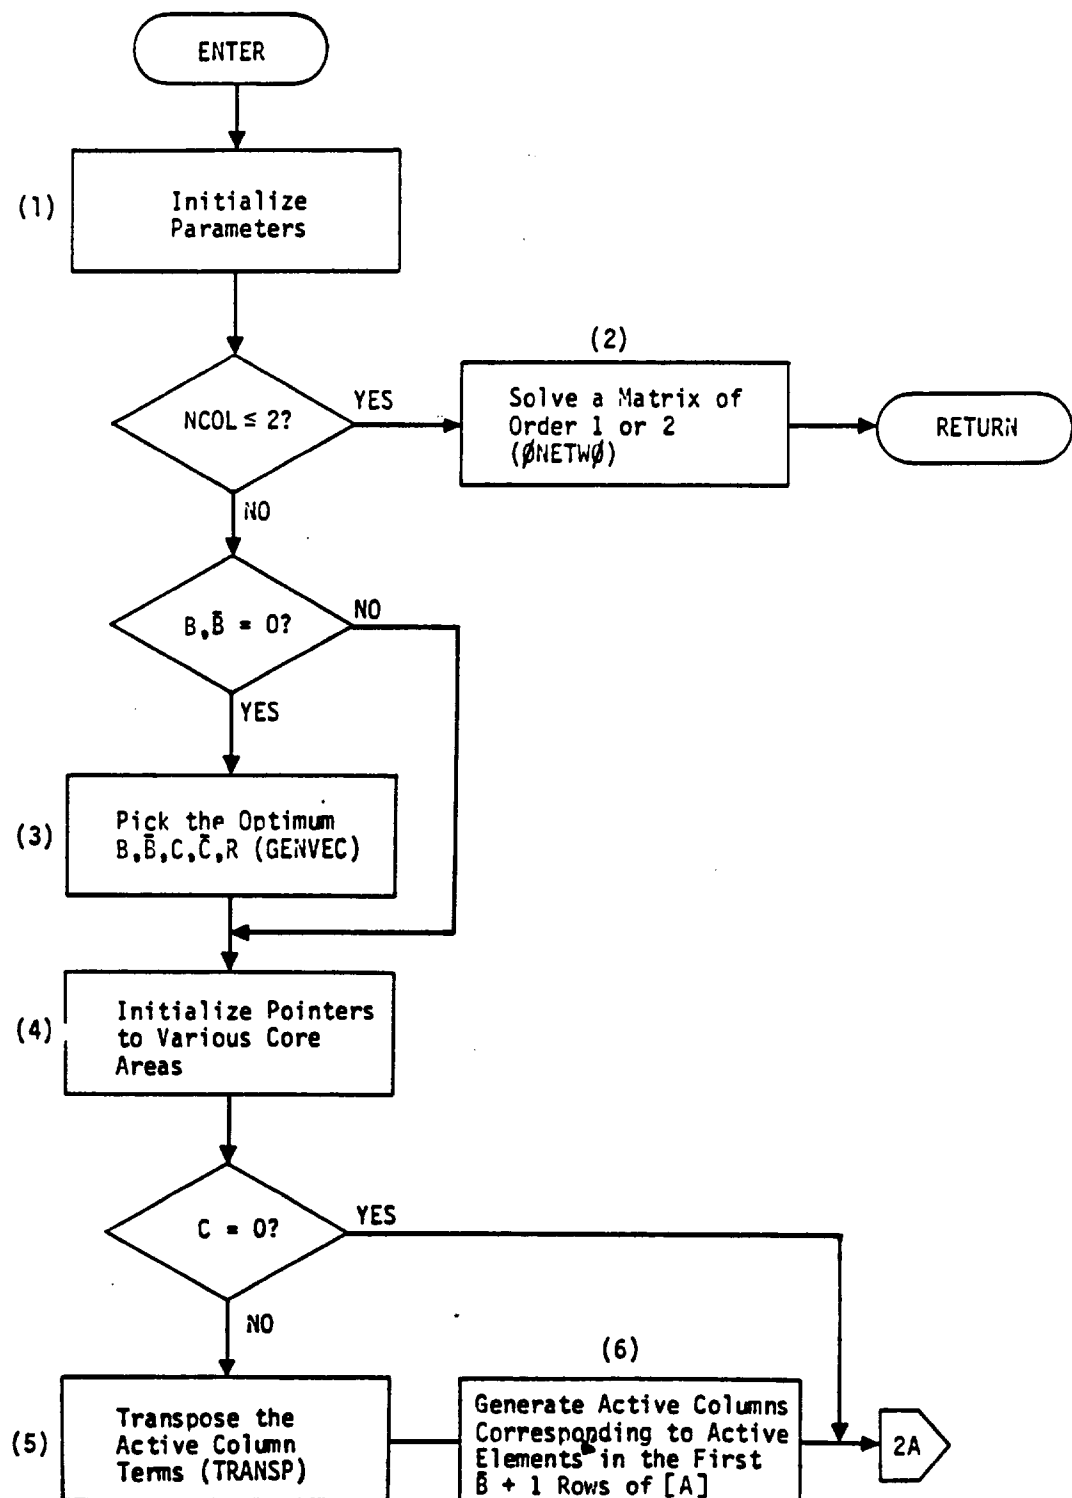 ENTER
(1)
Initialize
Parameters
NCOL ≤ 2?
YES
(2)
Solve a Matrix of
Order 1 or 2
(ØNETWØ)
RETURN
NO
B,B̄ = 0?
NO
YES
(3)
Pick the Optimum
B,B̄,C,C̄,R (GENVEC)
(4)
Initialize Pointers
to Various Core
Areas
C = 0?
YES
NO
(5)
Transpose the
Active Column
Terms (TRANSP)
(6)
Generate Active Columns
Corresponding to Active
Elements in the First
B̄ + 1 Rows of [A]
2A